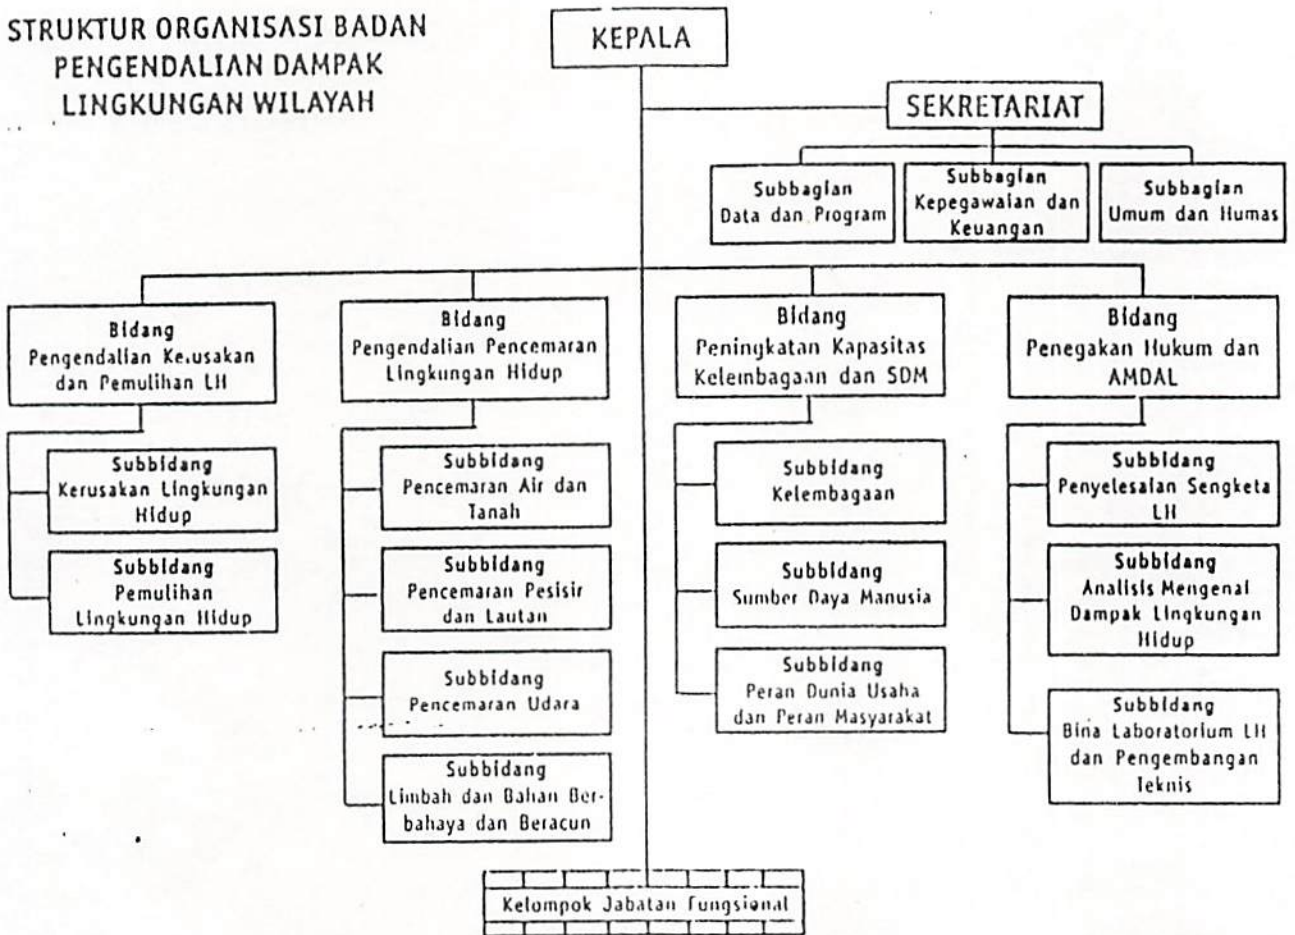 STRUKTUR ORGANISASI BADAN
PENGENDALIAN DAMPAK
LINGKUNGAN WILAYAH
KEPALA
SEKRETARIAT
Subbagian
Data dan Program
Subbagian
Kepegawaian dan
Keuangan
Subbagian
Umum dan Humas
Bidang
Pengendalian Kerusakan
dan Pemulihan LH
Subbidang
Kerusakan Lingkungan
Hidup
Subbidang
Pemulihan
Lingkungan Hidup
Bidang
Pengendalian Pencemaran
Lingkungan Hidup
Subbidang
Pencemaran Air dan
Tanah
Subbidang
Pencemaran Pesisir
dan Lautan
Subbidang
Pencemaran Udara
Subbidang
Limbah dan Bahan Ber-
bahaya dan Beracun
Bidang
Peningkatan Kapasitas
Kelembagaan dan SDM
Subbidang
Kelembagaan
Subbidang
Sumber Daya Manusia
Subbidang
Peran Dunia Usaha
dan Peran Masyarakat
Bidang
Penegakan Hukum dan
AMDAL
Subbidang
Penyelesaian Sengketa
LH
Subbidang
Analisis Mengenai
Dampak Lingkungan
Hidup
Subbidang
Bina Laboratorium LH
dan Pengembangan
Teknis
Kelompok Jabatan Fungsional